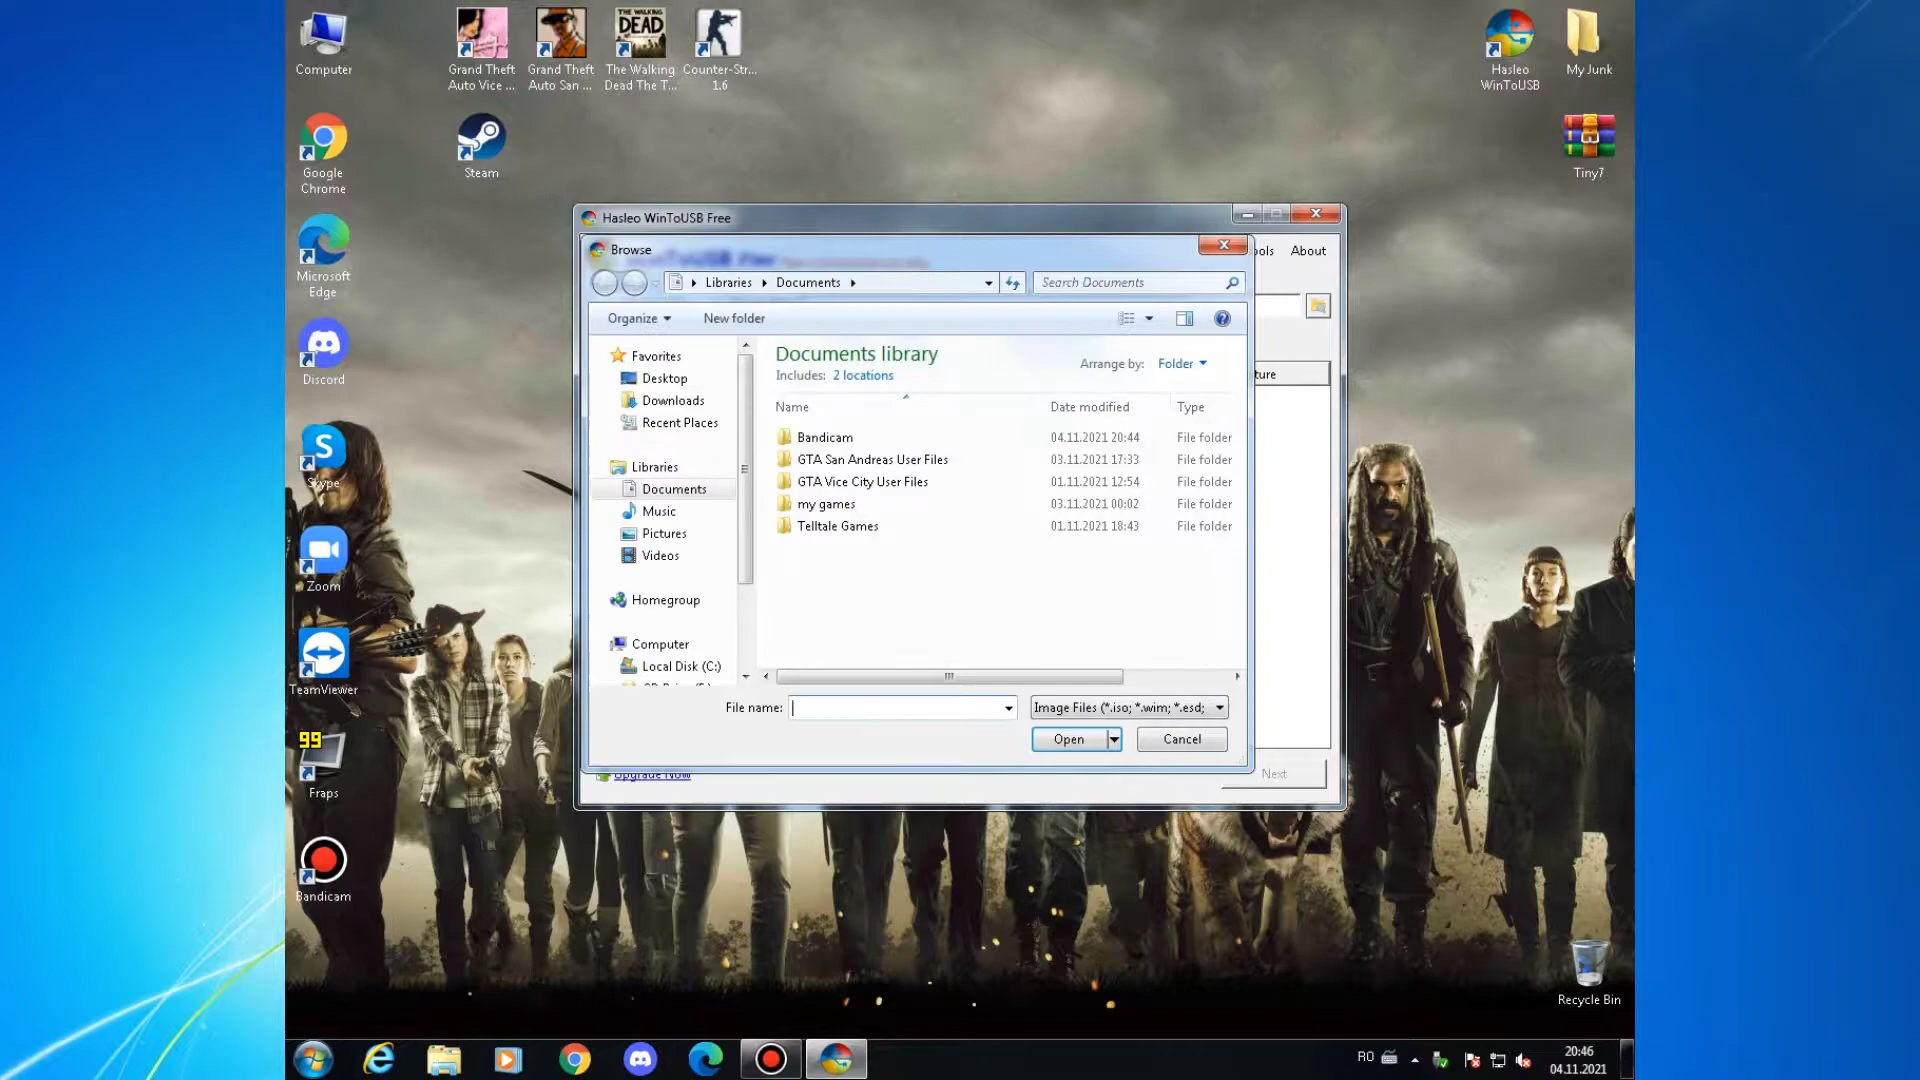 Computer
Grand Theft
Auto Vice ...
Grand Theft
Auto San ...
THE WALKING
DEAD
The Walking
Dead The T...
Counter-Str...
1.6
Hasleo
WinToUSB
My Junk
Google
Chrome
Steam
Tiny7
Microsoft
Edge
Discord
Skype
Zoom
TeamViewer
99
Fraps
Bandicam
Recycle Bin
Hasleo WinToUSB Free
About
Browse
Libraries
Documents
Search Documents
Organize
New folder
Favorites
Desktop
Downloads
Recent Places
Libraries
Documents
Music
Pictures
Videos
Homegroup
Computer
Local Disk (C:)
Documents library
Includes: 2 locations
Arrange by: Folder
Name Date modified Type
Bandicam 04.11.2021 20:44 File folder
GTA San Andreas User Files 03.11.2021 17:33 File folder
GTA Vice City User Files 01.11.2021 12:54 File folder
my games 03.11.2021 00:02 File folder
Telltale Games 01.11.2021 18:43 File folder
File name:
Image Files (*.iso; *.wim; *.esd;
Open
Cancel
Upgrade Now
Next
RO
20:46
04.11.2021